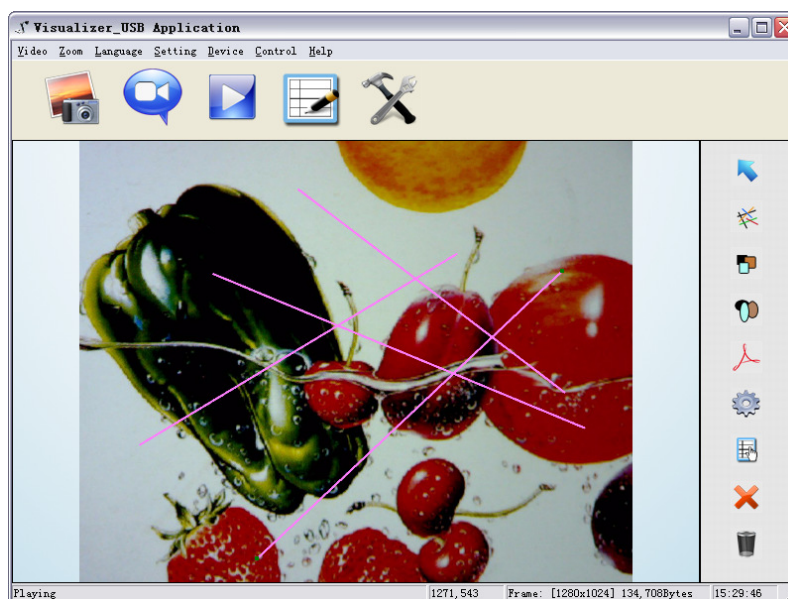 Visualizer_USB Application
Video Zoom Language Setting Device Control Help
Playing 1271,543 Frame: [1280x1024] 134,708Bytes 15:29:46